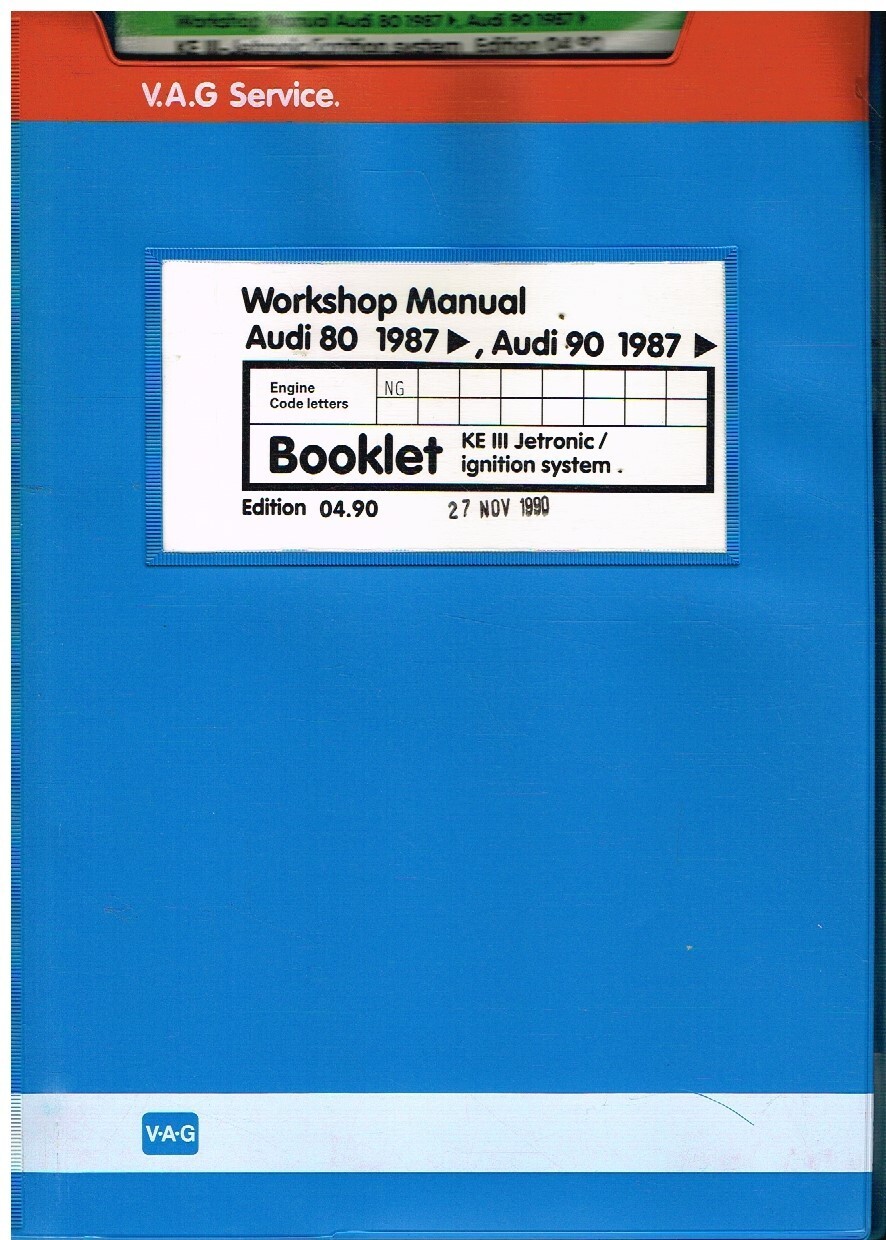 Workshop Manual Audi 80 1987 ▶, Audi 90 1987 ▶
KE III - Jetronic/ignition system Edition 04.90
V.A.G Service.
Workshop Manual
Audi 80 1987 ▶, Audi 90 1987 ▶
Engine
Code letters
NG
Booklet
KE III Jetronic /
ignition system .
Edition 04.90
27 NOV 1990
V·A·G